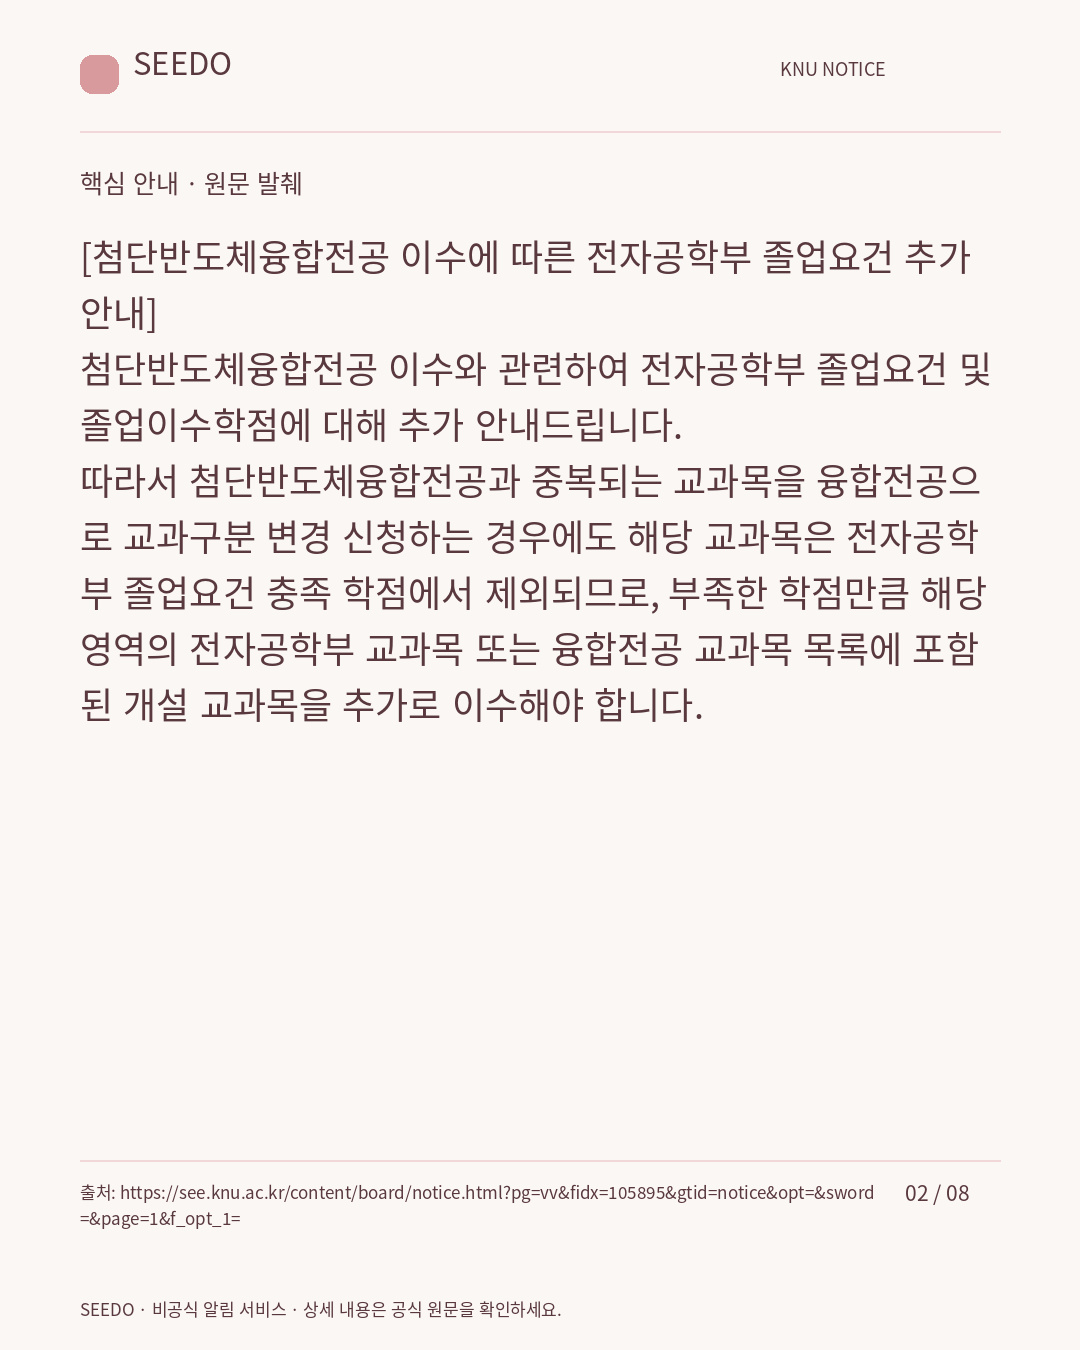 SEEDO
KNU NOTICE
핵심 안내 · 원문 발췌
[첨단반도체융합전공 이수에 따른 전자공학부 졸업요건 추가
안내]
첨단반도체융합전공 이수와 관련하여 전자공학부 졸업요건 및
졸업이수학점에 대해 추가 안내드립니다.
따라서 첨단반도체융합전공과 중복되는 교과목을 융합전공으
로 교과구분 변경 신청하는 경우에도 해당 교과목은 전자공학
부 졸업요건 충족 학점에서 제외되므로, 부족한 학점만큼 해당
영역의 전자공학부 교과목 또는 융합전공 교과목 목록에 포함
된 개설 교과목을 추가로 이수해야 합니다.
출처: https://see.knu.ac.kr/content/board/notice.html?pg=vv&fidx=105895&gtid=notice&opt=&sword
=&page=1&f_opt_1=
02 / 08
SEEDO · 비공식 알림 서비스 · 상세 내용은 공식 원문을 확인하세요.